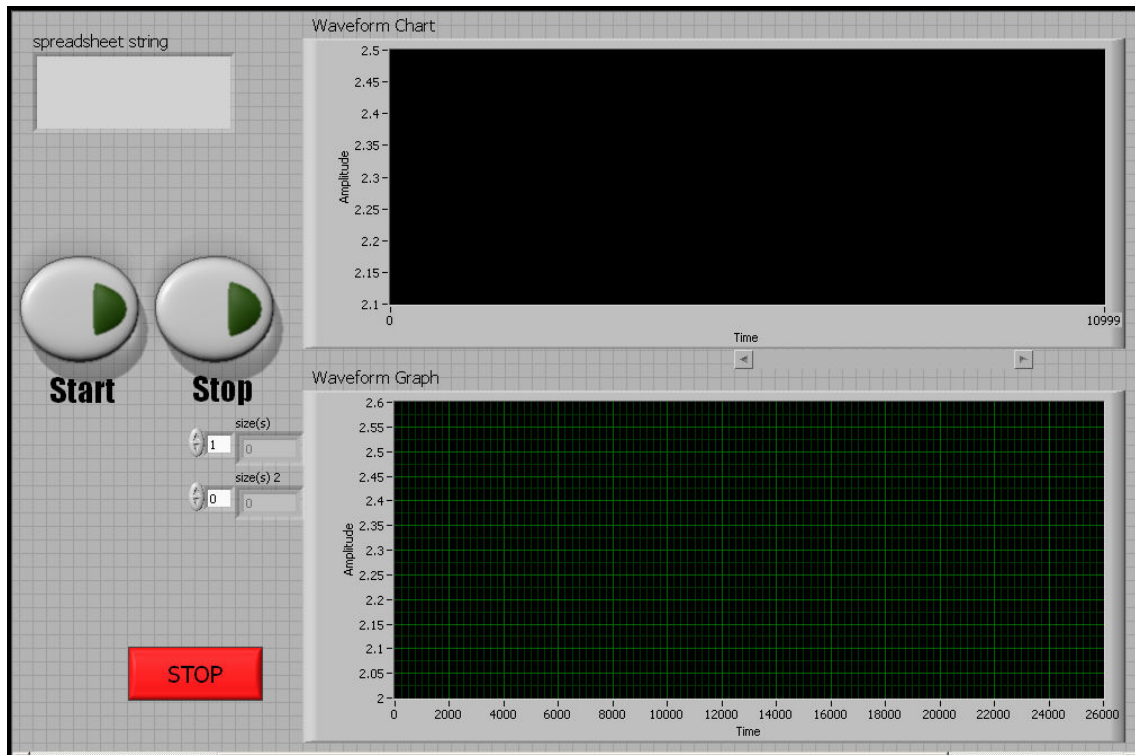 spreadsheet string
Start
Stop
size(s)
1
0
size(s) 2
0
0
STOP
Waveform Chart
Amplitude
2.5
2.45
2.4
2.35
2.3
2.25
2.2
2.15
2.1
0
10999
Time
Waveform Graph
Amplitude
2.6
2.55
2.5
2.45
2.4
2.35
2.3
2.25
2.2
2.15
2.1
2.05
2
0 2000 4000 6000 8000 10000 12000 14000 16000 18000 20000 22000 24000 26000
Time